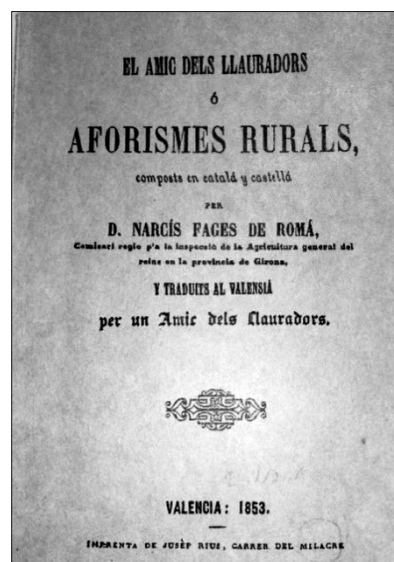 EL AMIC DELS LLAURADORS
ó
AFORISMES RURALS,
composts en catalá y castellá
PER
D. NARCÍS FAGES DE ROMÁ,
Comisari regio p'a la inspecció de la Agricultura general del
reine en la provincia de Girona,
Y TRADUITS AL VALENSIÁ
per un Amic dels Llauradors.
VALENCIA: 1853.
IMPRENTA DE JUSÈP RIUS, CARRER DEL MILACRE